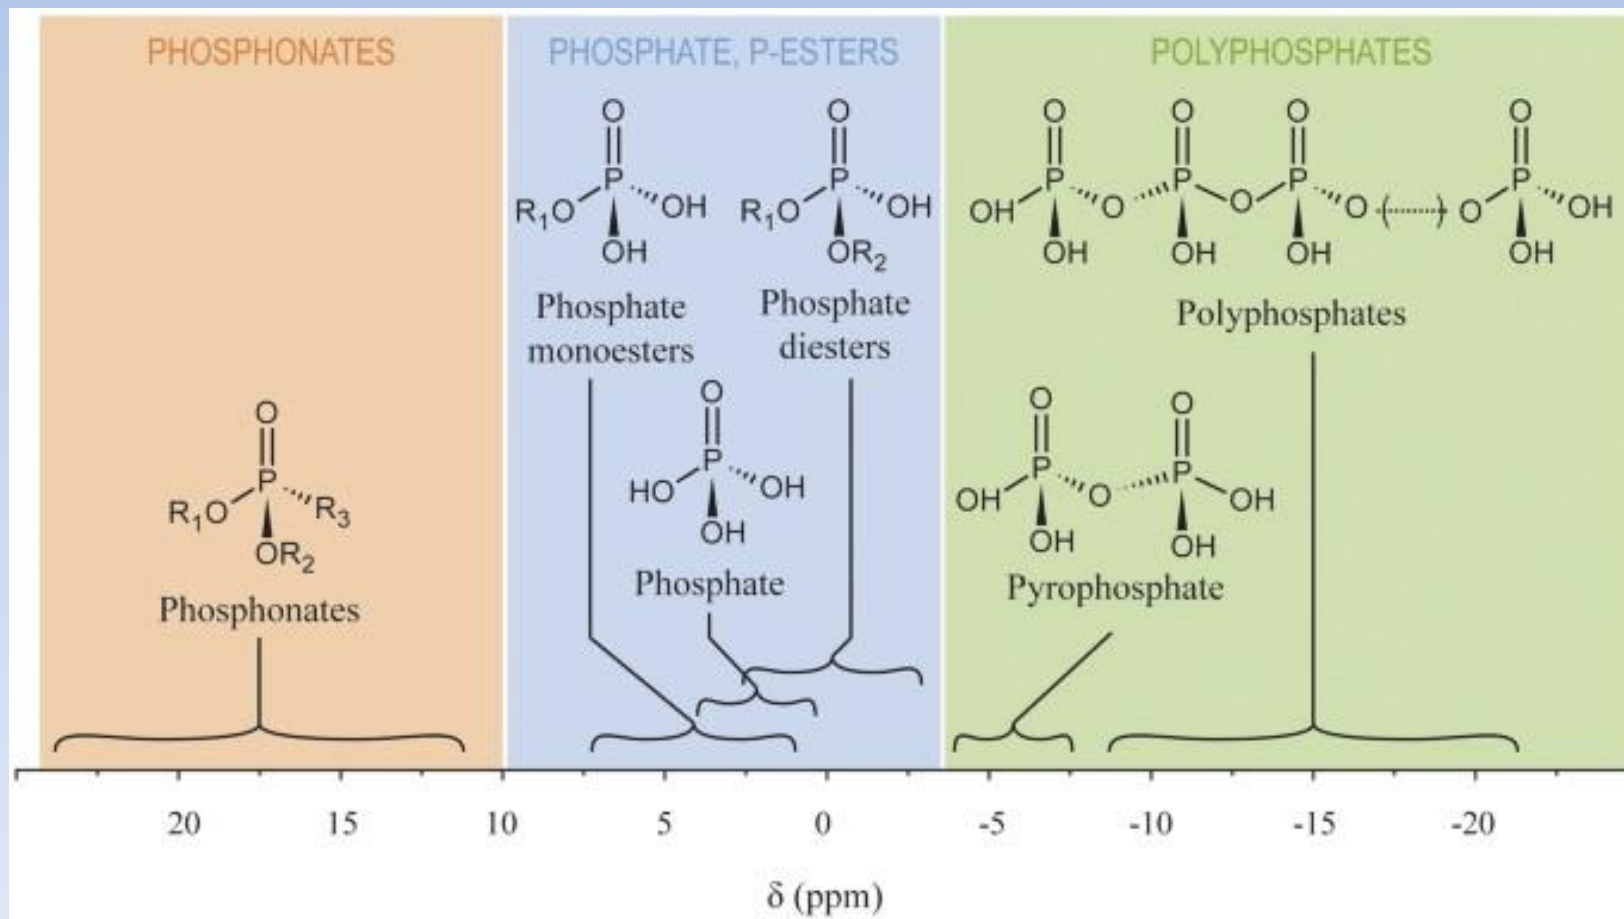 PHOSPHONATES
PHOSPHATE, P-ESTERS
POLYPHOSPHATES
O
P
R₁O
OH
OH
Phosphate
monoesters
O
P
R₁O
OH
OR₂
Phosphate
diesters
O
O
O
O
P
P
P
P
OH
O
O
O
O
OH
OH
OH
OH
OH
Polyphosphates
O
P
R₁O
R₃
OR₂
Phosphonates
O
P
HO
OH
OH
Phosphate
O
O
P
P
OH
O
OH
OH
OH
Pyrophosphate
20 15 10 5 0 -5 -10 -15 -20
δ (ppm)